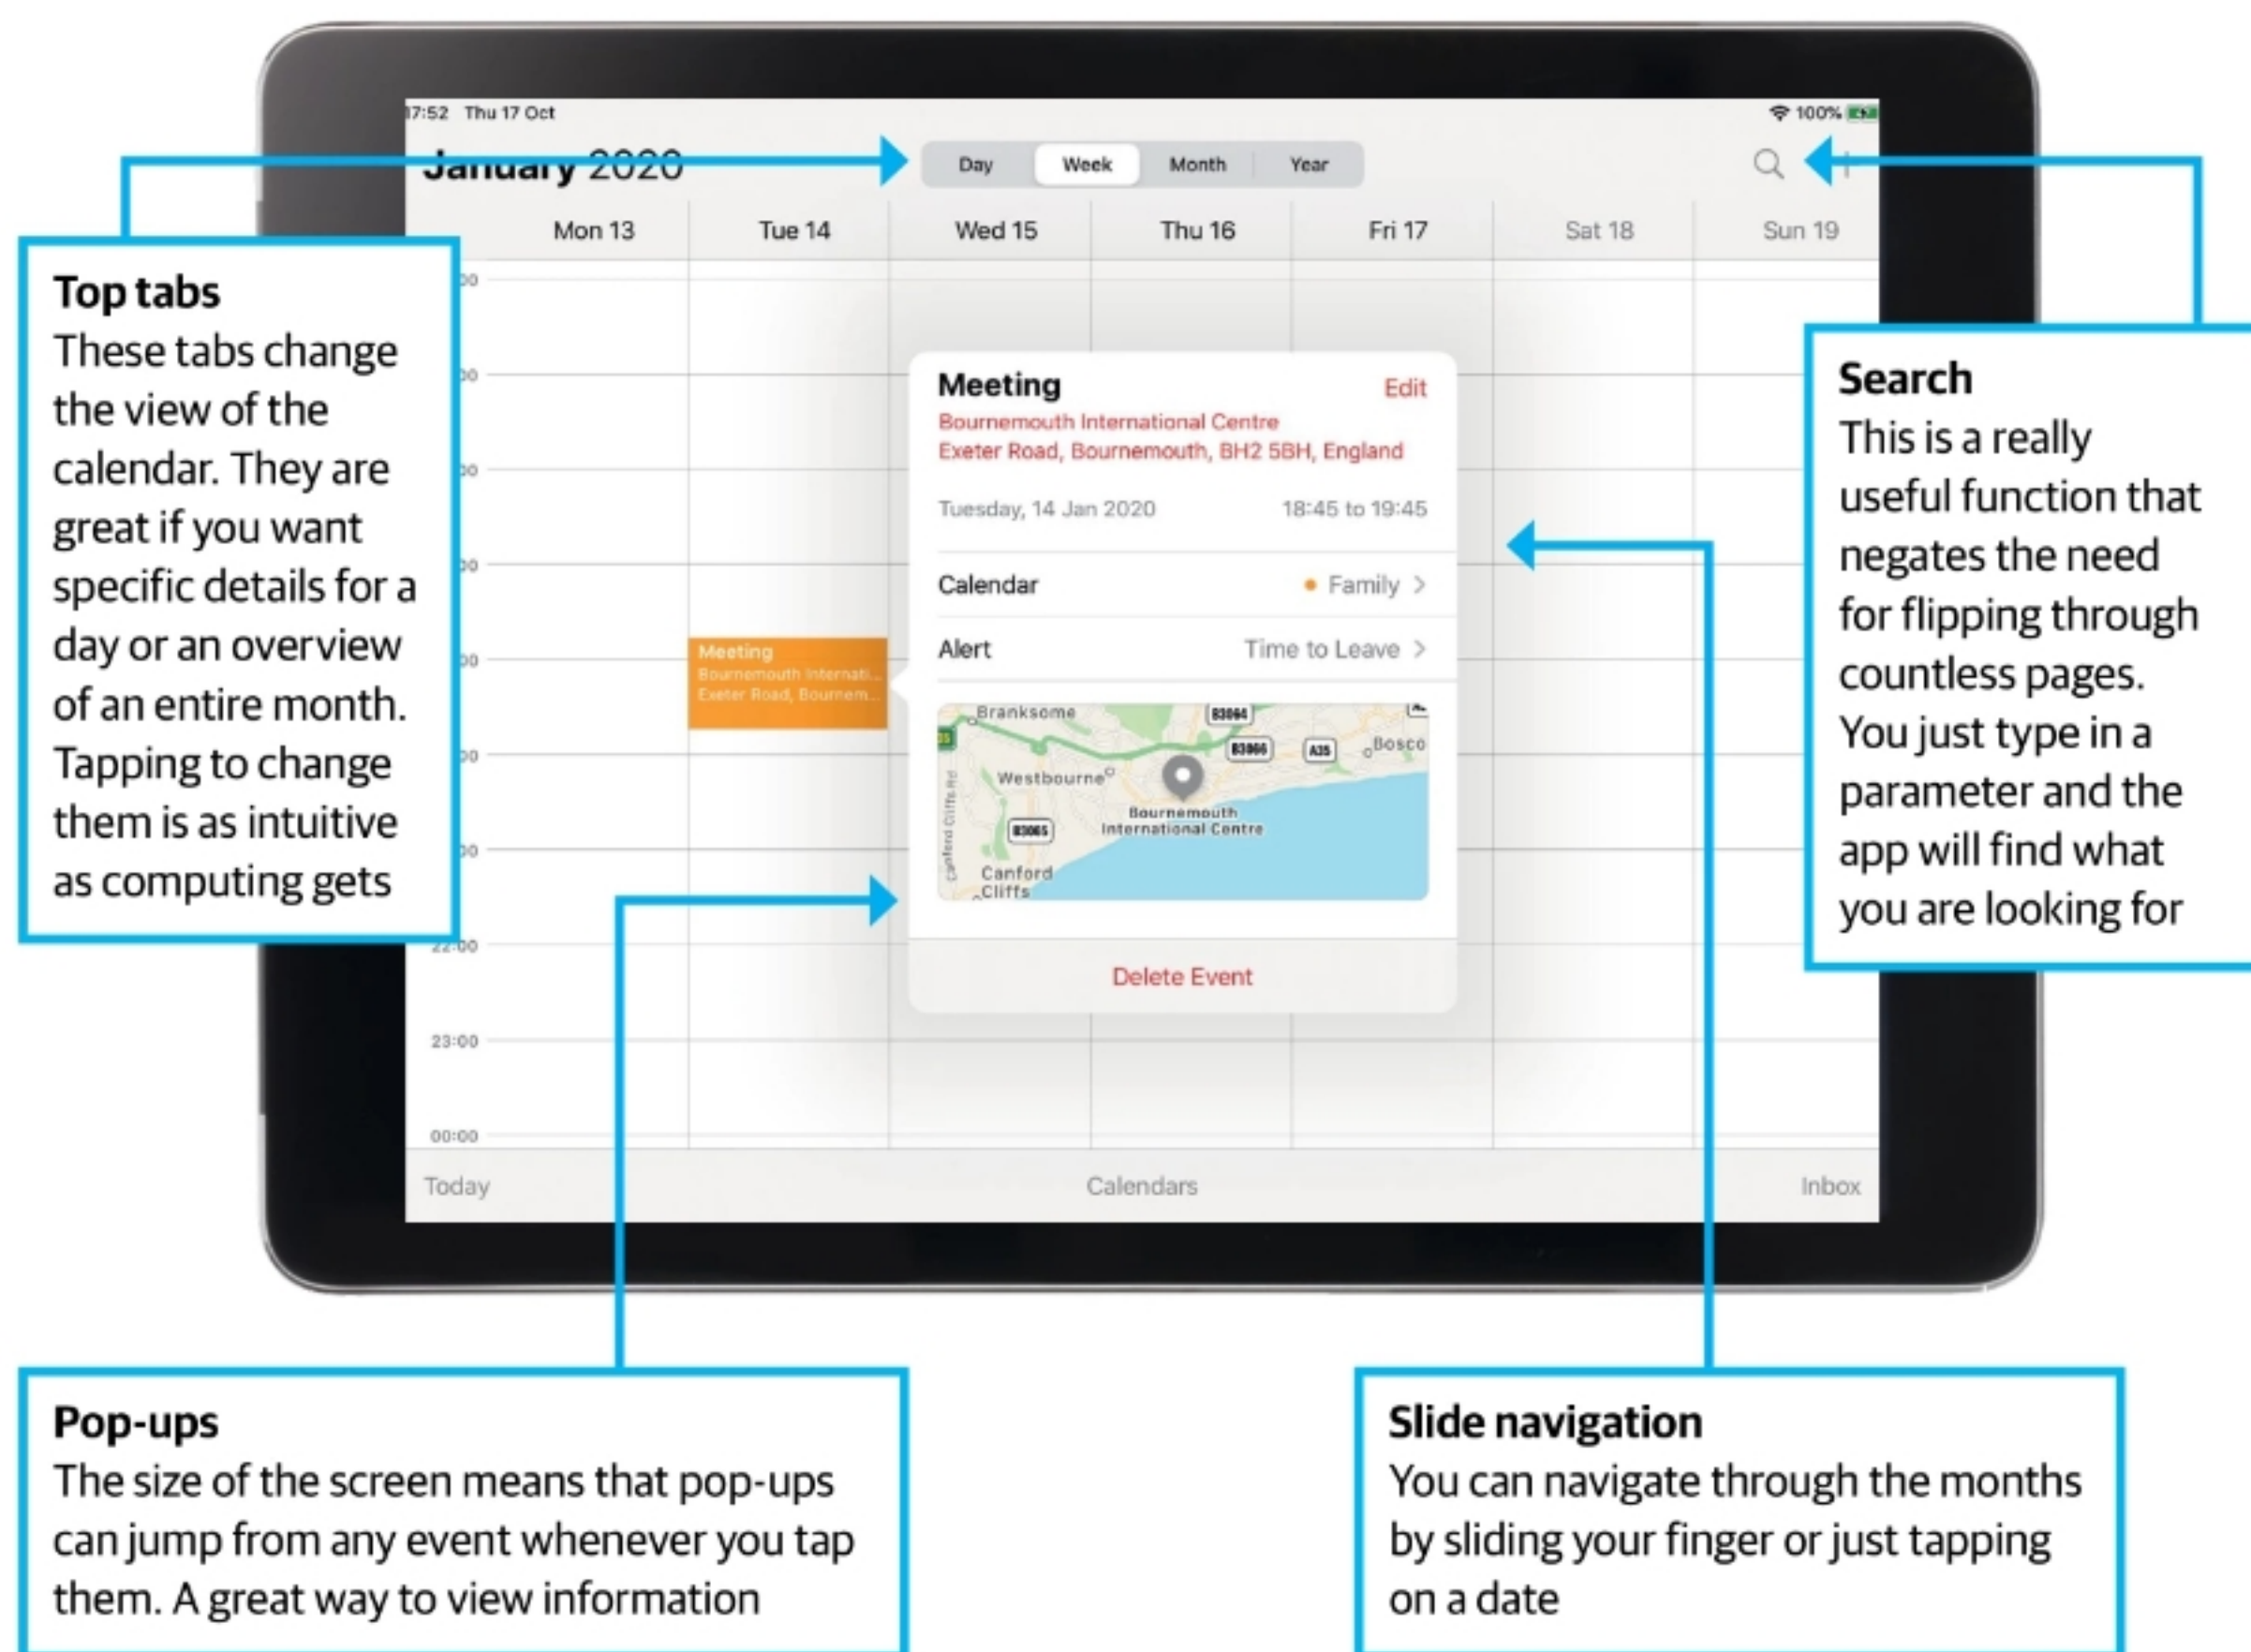 17:52 Thu 17 Oct
100%
January 2020
Day Week Month Year
Mon 13 Tue 14 Wed 15 Thu 16 Fri 17 Sat 18 Sun 19
Top tabs
These tabs change
the view of the
calendar. They are
great if you want
specific details for a
day or an overview
of an entire month.
Tapping to change
them is as intuitive
as computing gets
Search
This is a really
useful function that
negates the need
for flipping through
countless pages.
You just type in a
parameter and the
app will find what
you are looking for
Meeting Edit
Bournemouth International Centre
Exeter Road, Bournemouth, BH2 5BH, England
Tuesday, 14 Jan 2020 18:45 to 19:45
Calendar Family
Alert Time to Leave
Meeting
Bournemouth Internati...
Exeter Road, Bournem...
Branksome
B3064
B3066
A35
Bosco
Westbourne
Bournemouth
International Centre
B3065
Canford Cliffs Rd
Canford
Cliffs
Delete Event
22:00
23:00
00:00
Today Calendars Inbox
Pop-ups
The size of the screen means that pop-ups
can jump from any event whenever you tap
them. A great way to view information
Slide navigation
You can navigate through the months
by sliding your finger or just tapping
on a date